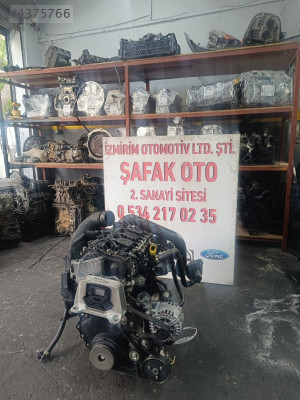 4375766
İZMİRİM OTOMOTİV LTD. ŞTİ.
ŞAFAK OTO
2. SANAYİ SİTESİ
0 534 217 02 35
Ford